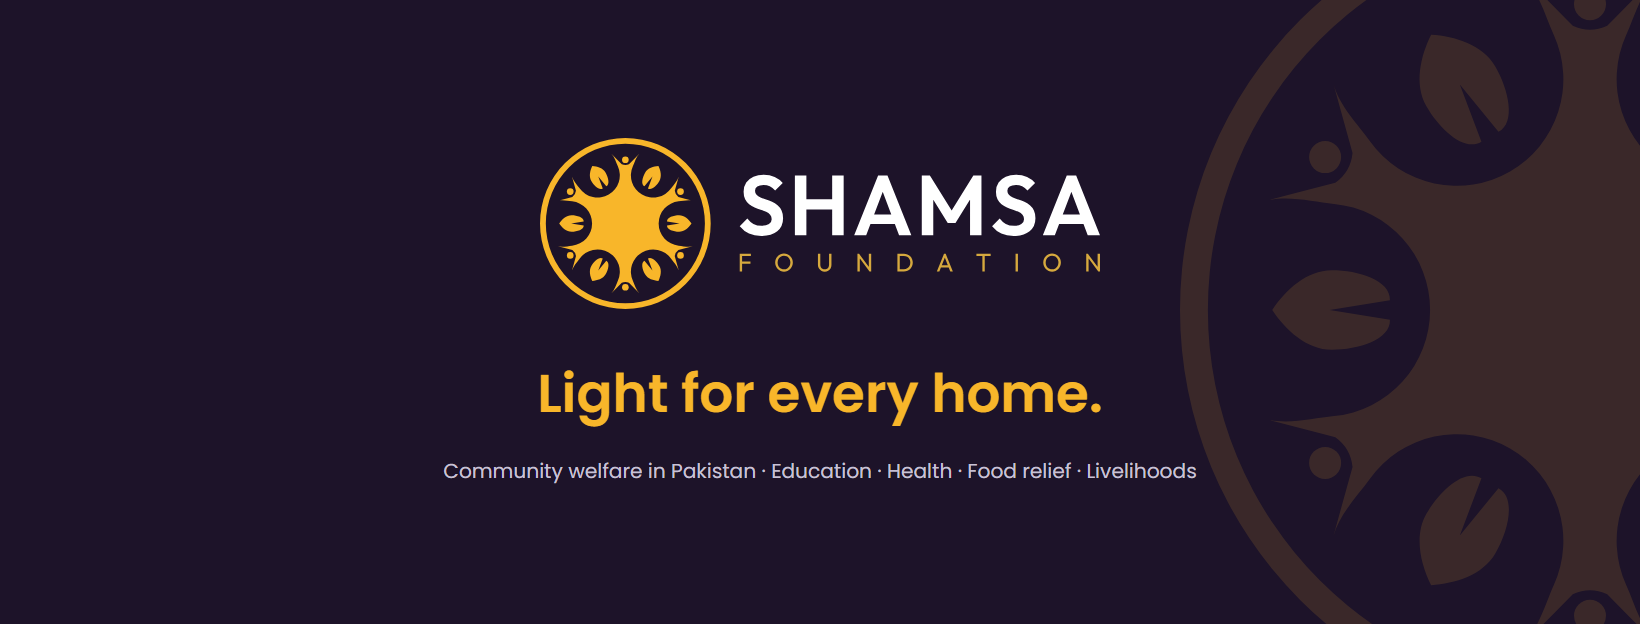 SHAMSA
FOUNDATION
Light for every home.
Community welfare in Pakistan · Education · Health · Food relief · Livelihoods